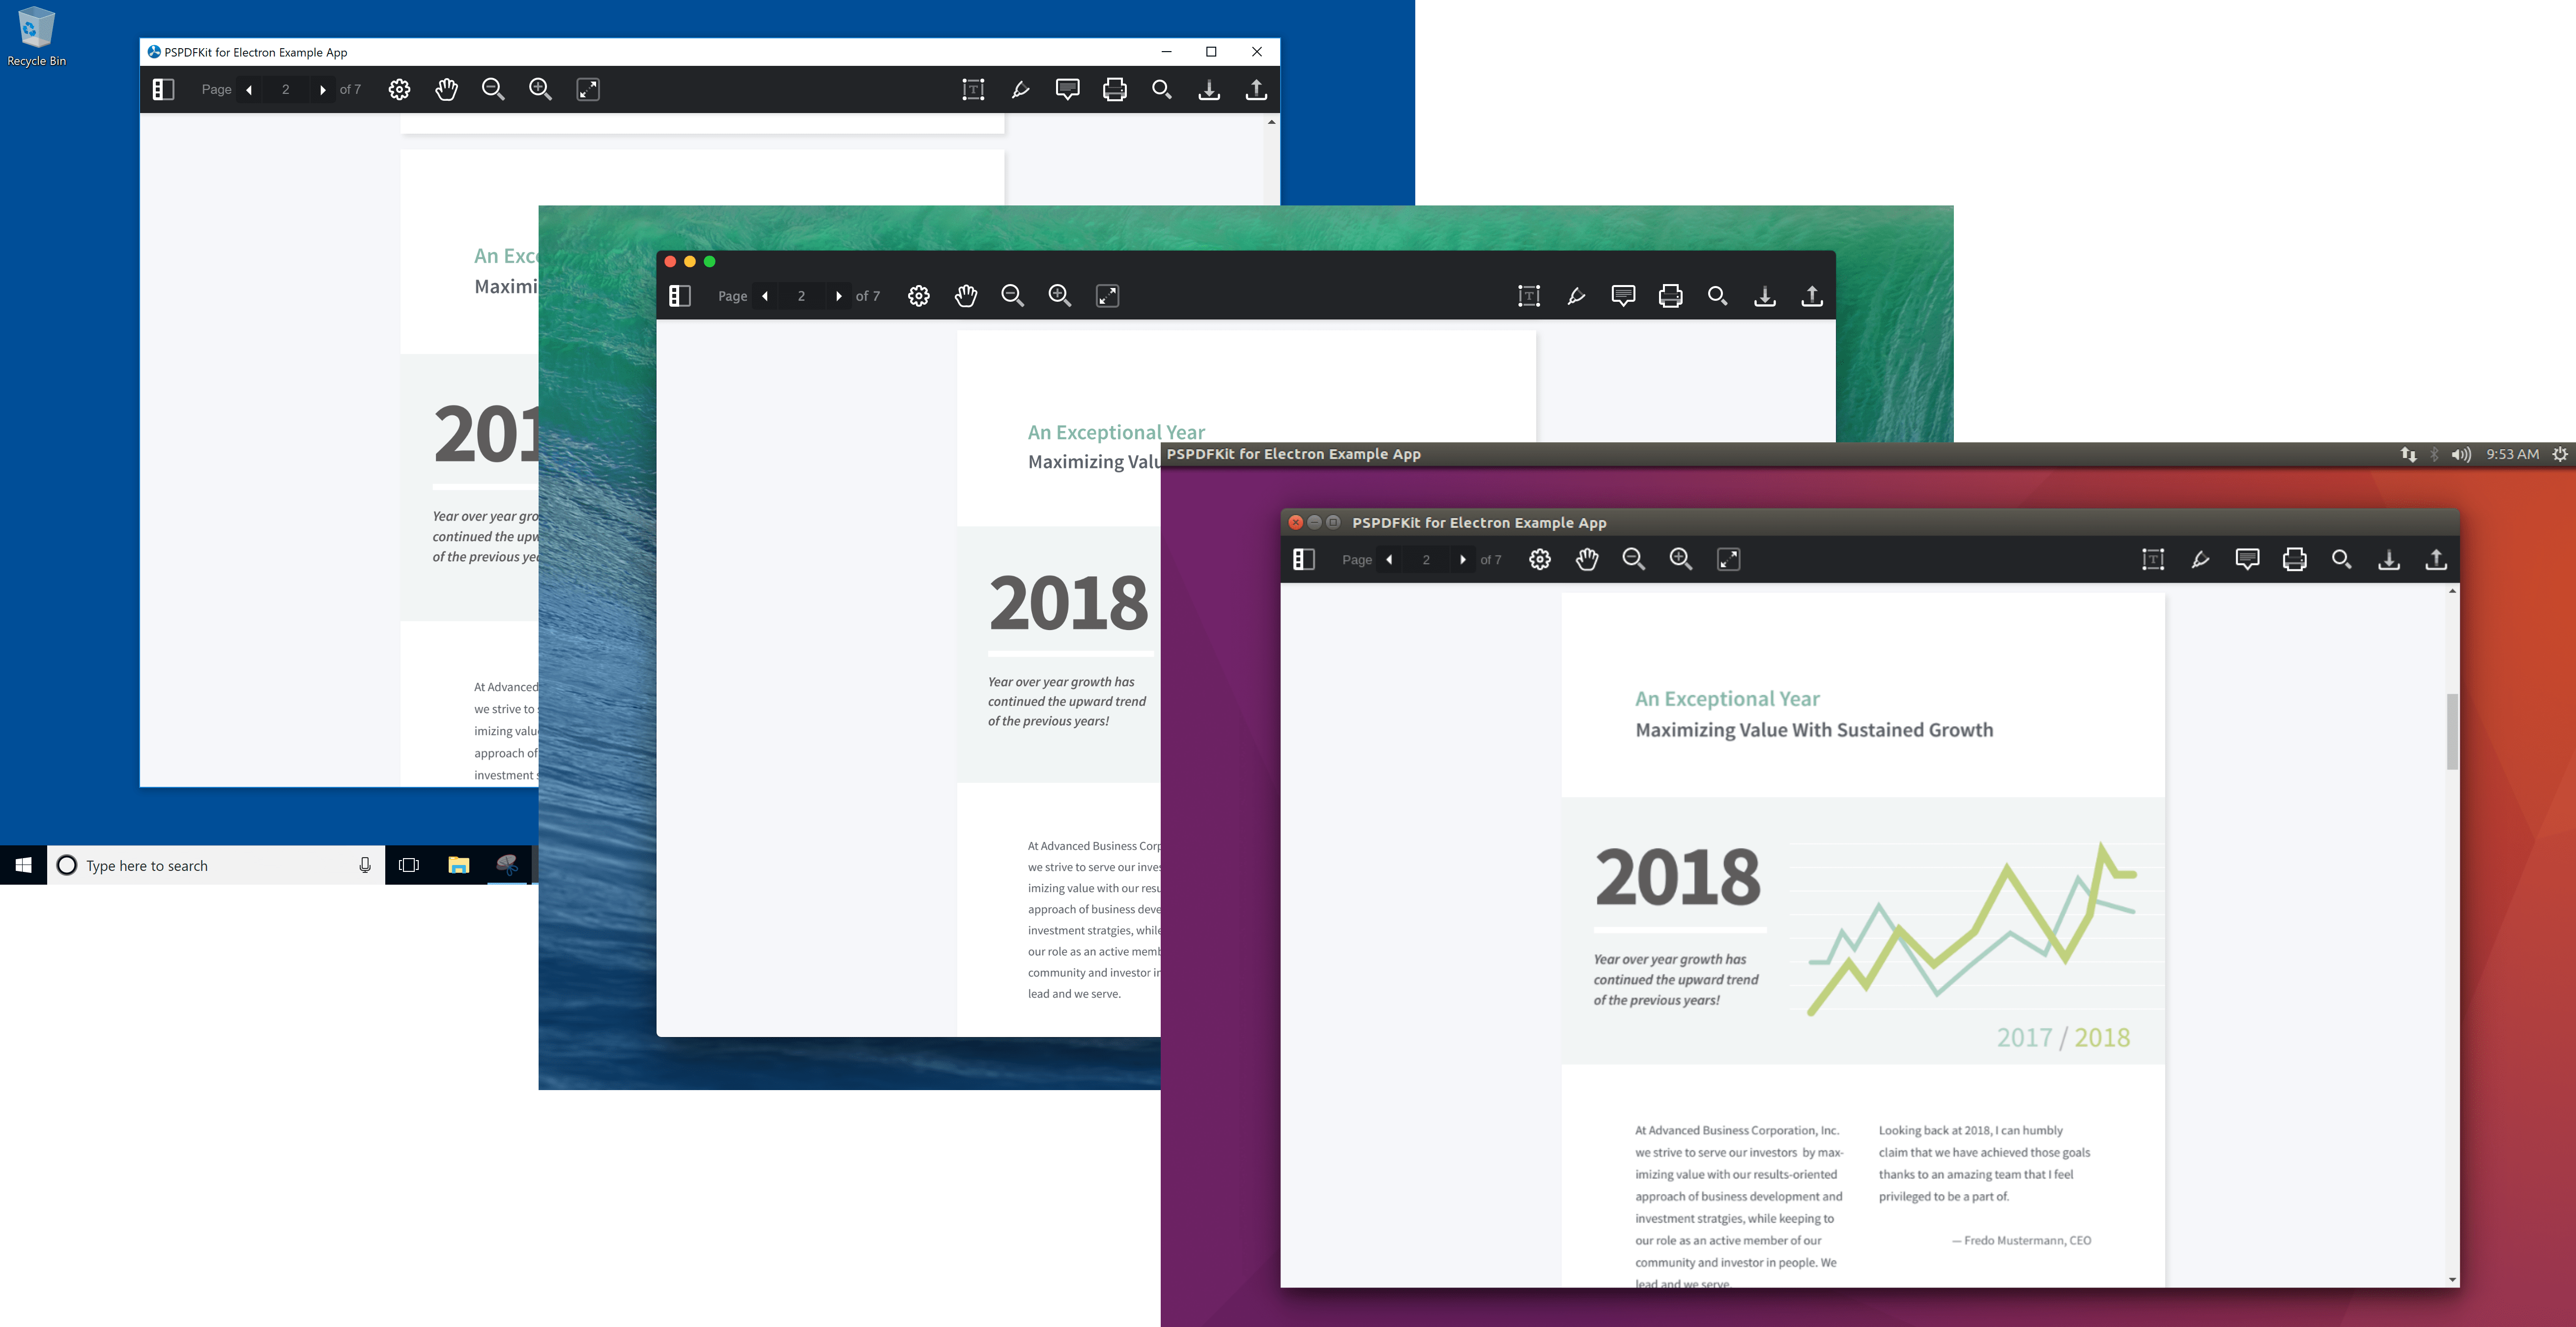 Recycle Bin
PSPDFKit for Electron Example App
Page 2 of 7
An Exc
Maximi
201
Year over year gro
continued the upw
of the previous yea
At Advanced
we strive to s
imizing valu
approach of
investment s
Type here to search
Page 2 of 7
An Exceptional Year
Maximizing Valu
2018
Year over year growth has
continued the upward trend
of the previous years!
At Advanced Business Corp
we strive to serve our inves
imizing value with our resu
approach of business deve
investment stratgies, while
our role as an active memb
community and investor in
lead and we serve.
PSPDFKit for Electron Example App
9:53 AM
PSPDFKit for Electron Example App
Page 2 of 7
An Exceptional Year
Maximizing Value With Sustained Growth
2018
Year over year growth has
continued the upward trend
of the previous years!
2017 / 2018
At Advanced Business Corporation, Inc.
we strive to serve our investors by max-
imizing value with our results-oriented
approach of business development and
investment stratgies, while keeping to
our role as an active member of our
community and investor in people. We
lead and we serve.
Looking back at 2018, I can humbly
claim that we have achieved those goals
thanks to an amazing team that I feel
privileged to be a part of.
— Fredo Mustermann, CEO